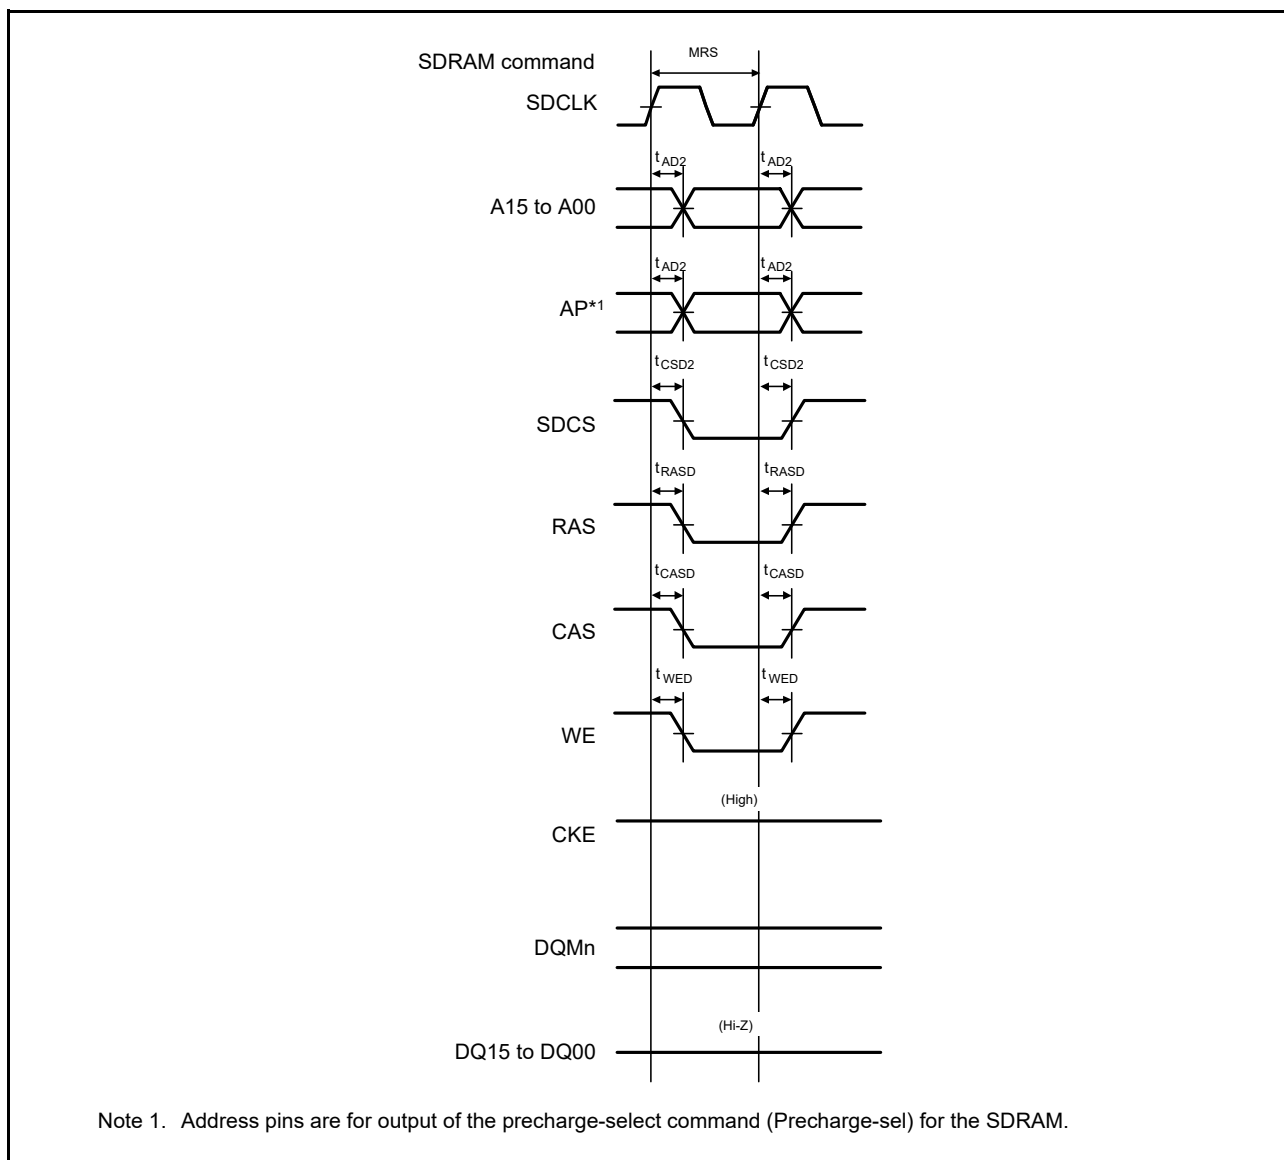 MRS
SDRAM command
SDCLK
tAD2 tAD2
A15 to A00
tAD2 tAD2
AP*1
tCSD2 tCSD2
SDCS
tRASD tRASD
RAS
tCASD tCASD
CAS
tWED tWED
WE
(High)
CKE
DQMn
(Hi-Z)
DQ15 to DQ00
Note 1. Address pins are for output of the precharge-select command (Precharge-sel) for the SDRAM.